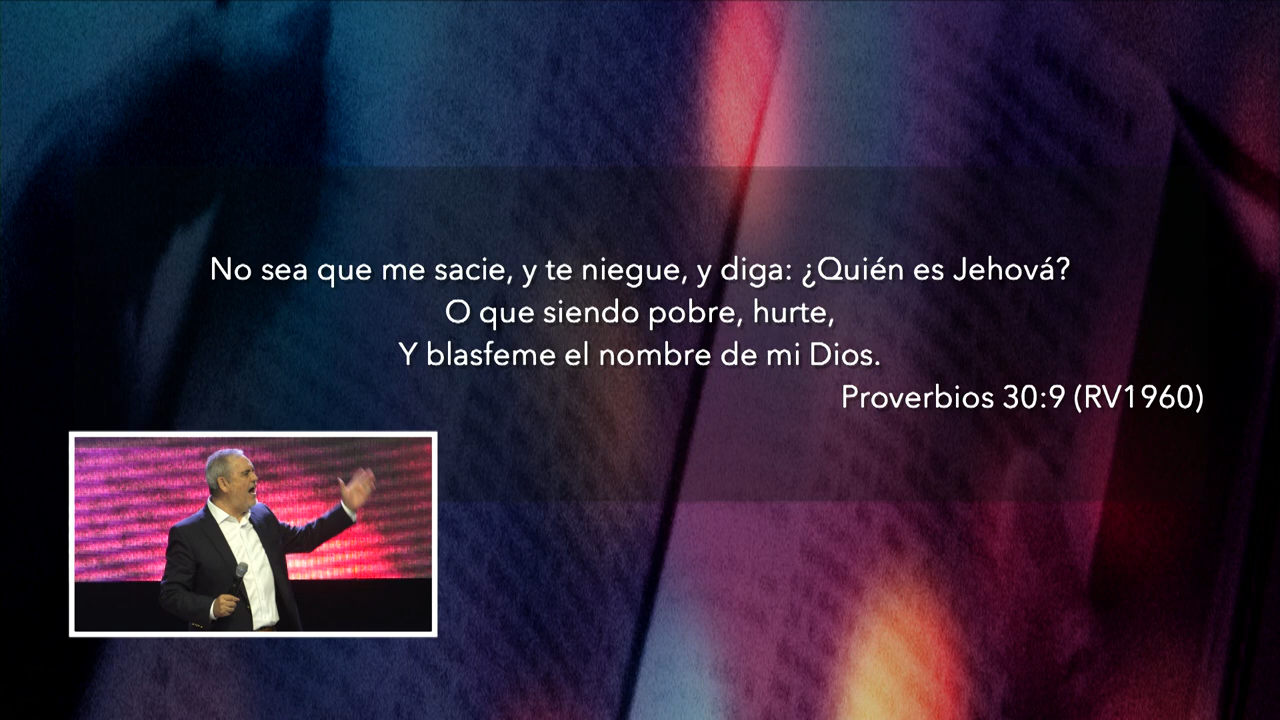 No sea que me sacie, y te niegue, y diga: ¿Quién es Jehová?
O que siendo pobre, hurte,
Y blasfeme el nombre de mi Dios.
Proverbios 30:9 (RV1960)